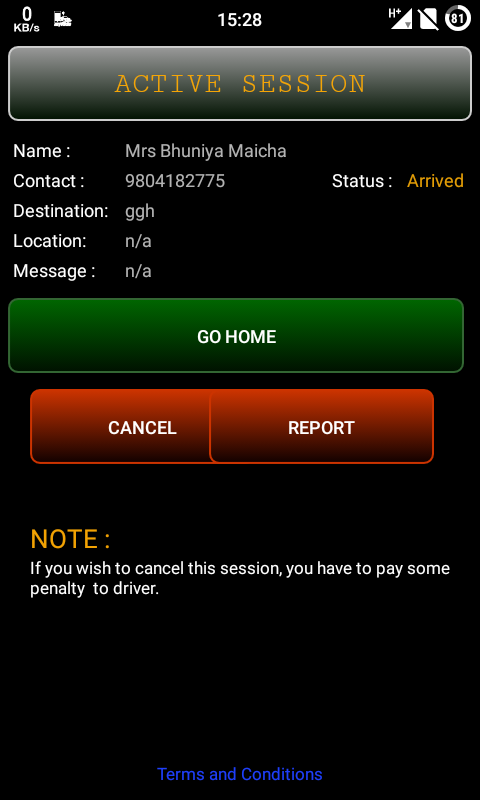 0
KB/s
15:28
H+
81
ACTIVE SESSION
Name : Mrs Bhuniya Maicha
Contact : 9804182775 Status : Arrived
Destination: ggh
Location: n/a
Message : n/a
GO HOME
CANCEL REPORT
NOTE :
If you wish to cancel this session, you have to pay some
penalty  to driver.
Terms and Conditions